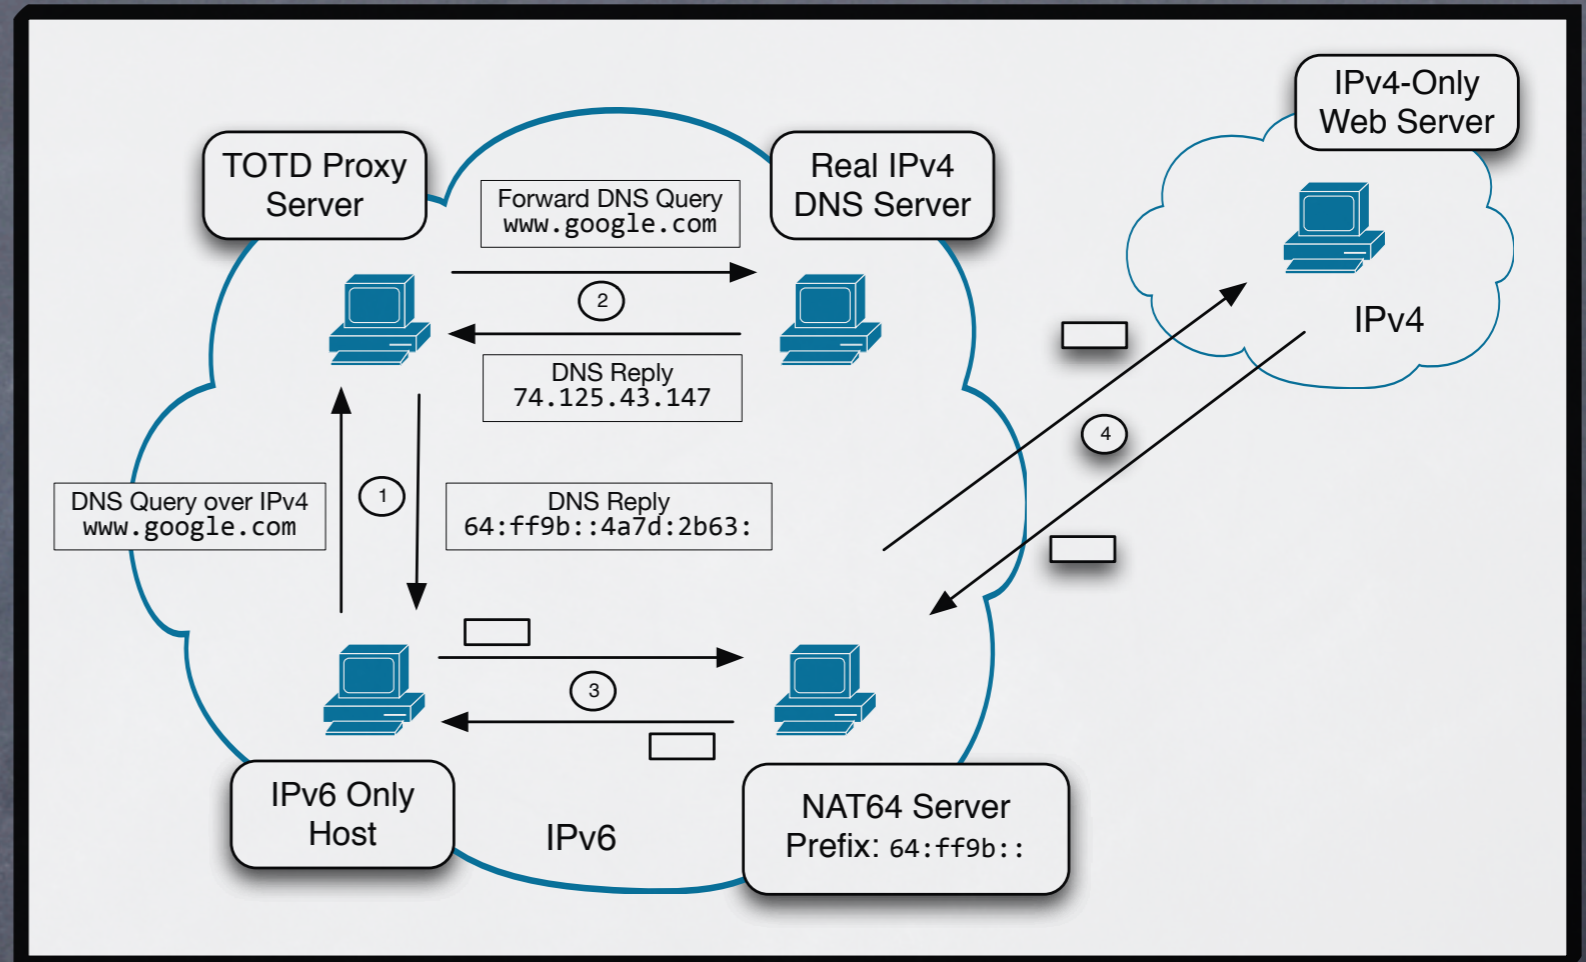 IPv4-Only
Web Server
TOTD Proxy
Server
Forward DNS Query
www.google.com
Real IPv4
DNS Server
2
IPv4
DNS Reply
74.125.43.147
4
DNS Query over IPv4
www.google.com
1
DNS Reply
64:ff9b::4a7d:2b63:
3
IPv6 Only
Host
IPv6
NAT64 Server
Prefix: 64:ff9b::